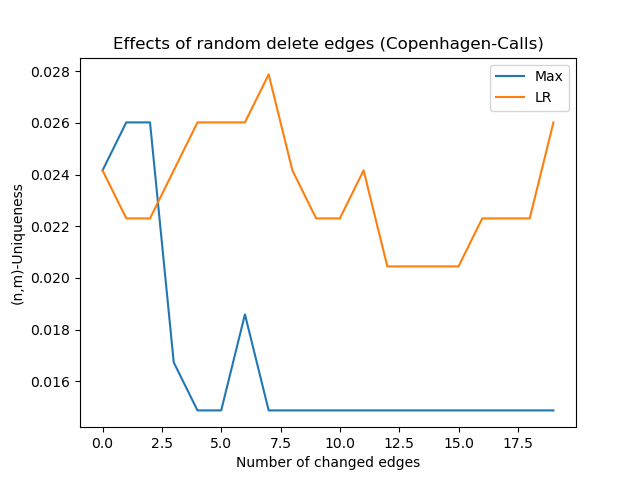 Effects of random delete edges (Copenhagen-Calls)
Max
LR
0.028
0.026
0.024
0.022
0.020
0.018
0.016
(n,m)-Uniqueness
0.0 2.5 5.0 7.5 10.0 12.5 15.0 17.5
Number of changed edges